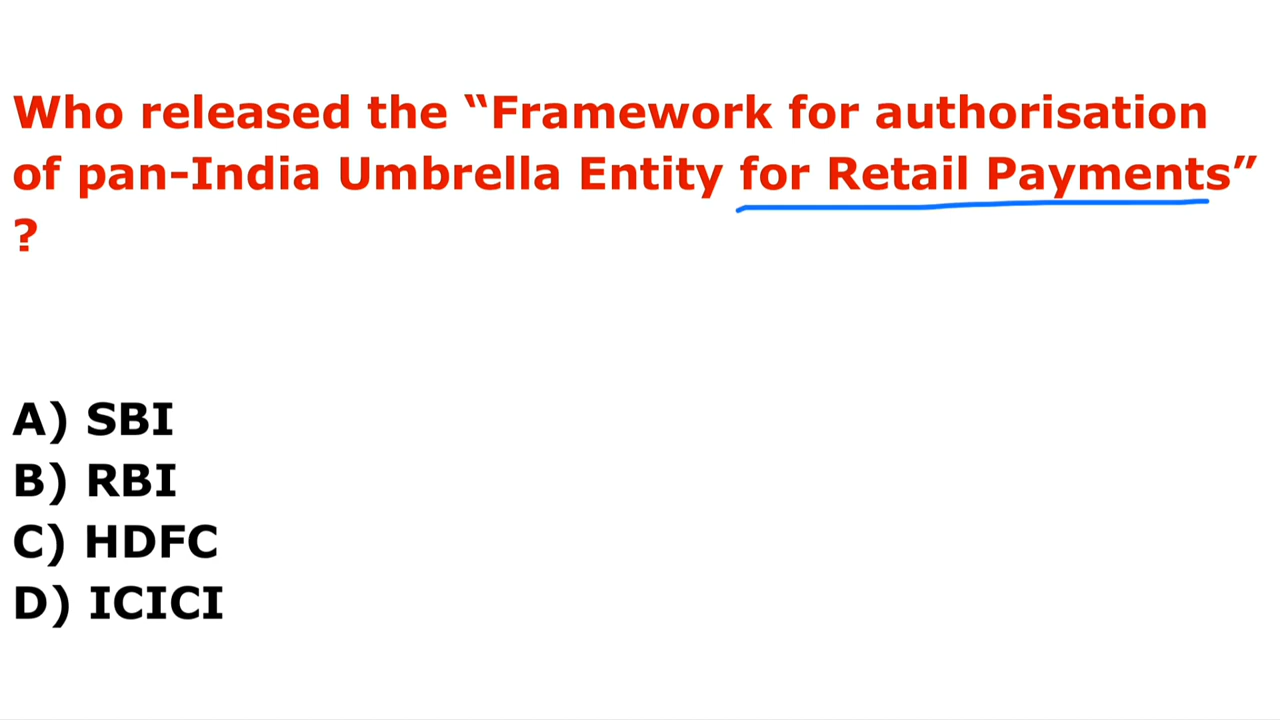 Who released the “Framework for authorisation
of pan-India Umbrella Entity for Retail Payments”
?
A) SBI
B) RBI
C) HDFC
D) ICICI